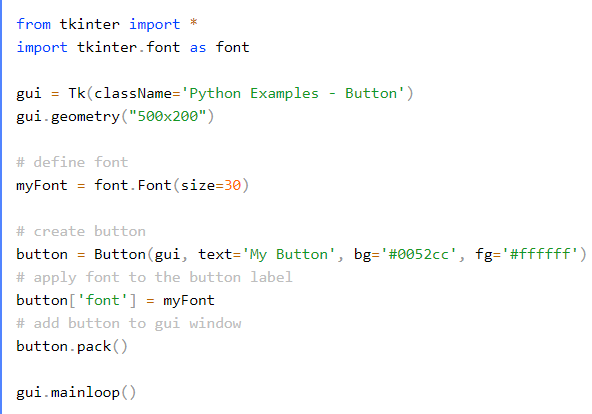 from tkinter import *
import tkinter.font as font
gui = Tk(className='Python Examples - Button')
gui.geometry("500x200")
# define font
myFont = font.Font(size=30)
# create button
button = Button(gui, text='My Button', bg='#0052cc', fg='#ffffff')
# apply font to the button label
button['font'] = myFont
# add button to gui window
button.pack()
gui.mainloop()